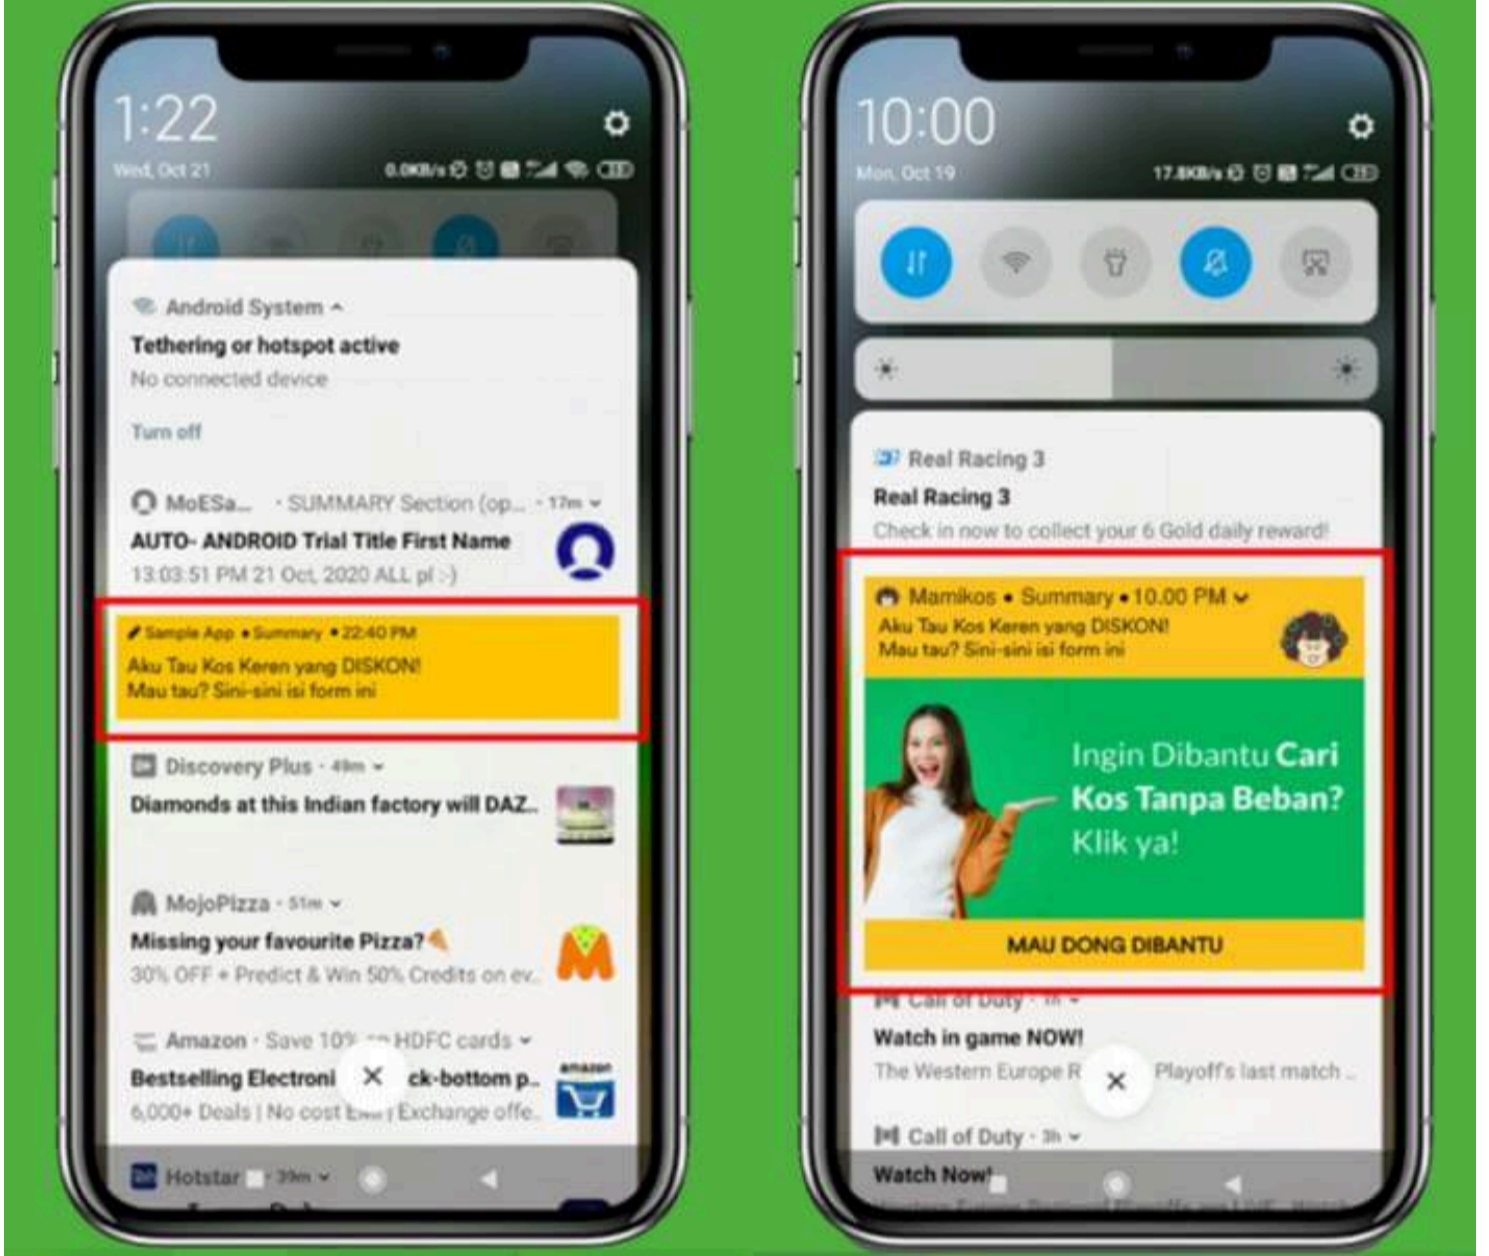 1:22
Wed, Oct 21
0.0KB/s
Android System
Tethering or hotspot active
No connected device
Turn off
MoESa... · SUMMARY Section (op... · 17m
AUTO- ANDROID Trial Title First Name
13:03:51 PM 21 Oct, 2020 ALL pl :-)
Sample App • Summary • 22:40 PM
Aku Tau Kos Keren yang DISKON!
Mau tau? Sini-sini isi form ini
Discovery Plus · 49m
Diamonds at this Indian factory will DAZ..
MojoPizza · 51m
Missing your favourite Pizza?
30% OFF + Predict & Win 50% Credits on ev..
Amazon · Save 10% HDFC cards
Bestselling Electroni ck-bottom p..
amazon
6,000+ Deals | No cost | Exchange offe..
Hotstar · 39m
10:00
Mon, Oct 19
17.8KB/s
Real Racing 3
Real Racing 3
Check in now to collect your 6 Gold daily reward!
Mamikos • Summary • 10.00 PM
Aku Tau Kos Keren yang DISKON!
Mau tau? Sini-sini isi form ini
Ingin Dibantu Cari
Kos Tanpa Beban?
Klik ya!
MAU DONG DIBANTU
Call of Duty · 1h
Watch in game NOW!
The Western Europe R Playoffs last match ..
Call of Duty · 3h
Watch Now!